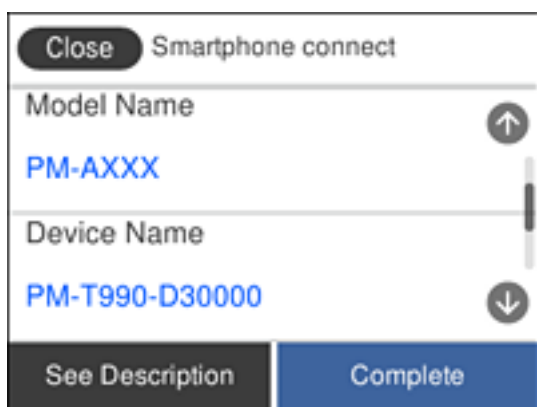 Close Smartphone connect
Model Name
PM-AXXX
Device Name
PM-T990-D30000
See Description Complete